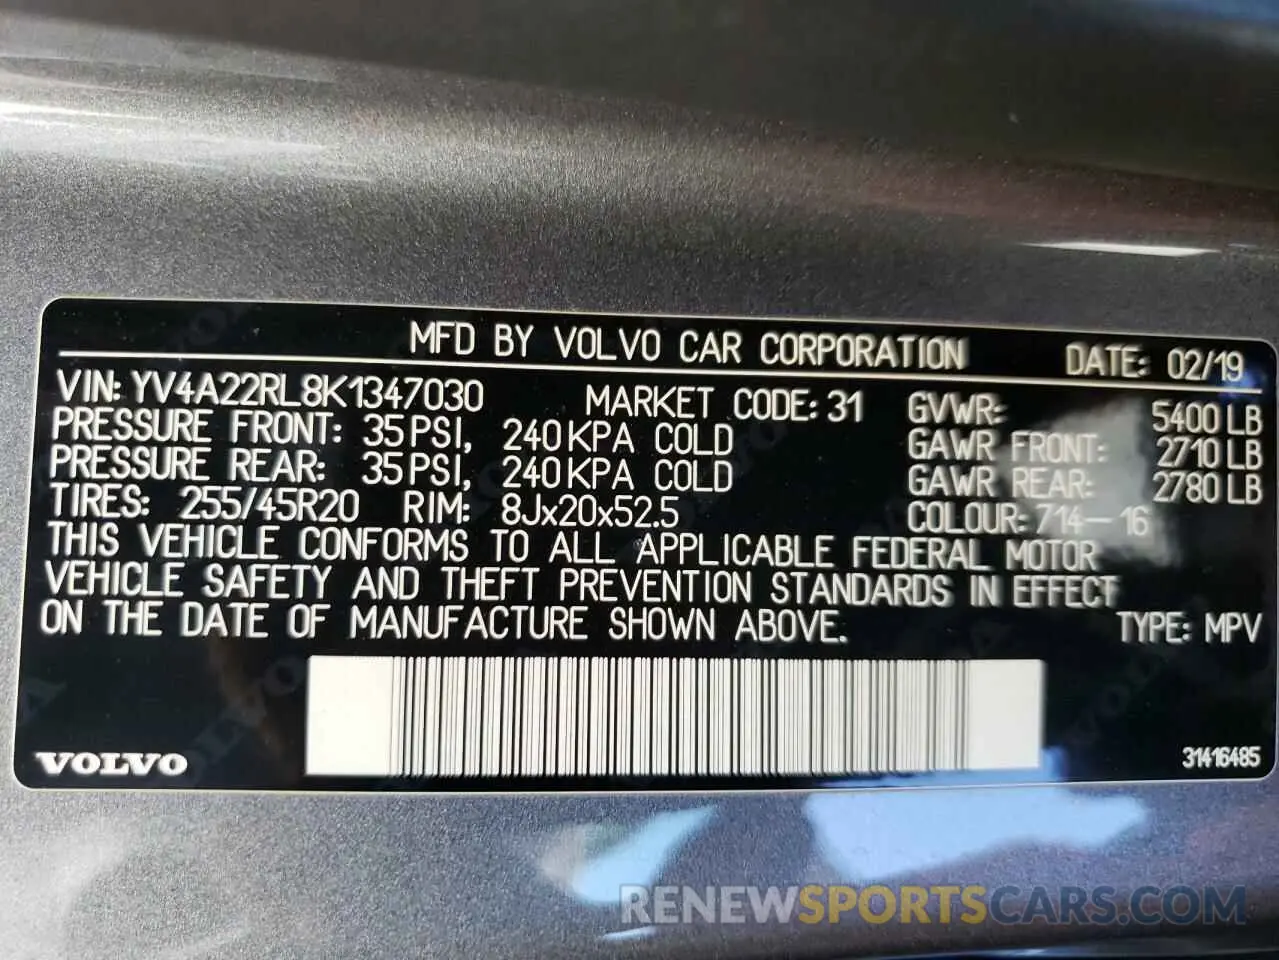 MFD BY VOLVO CAR CORPORATION DATE: 02/19
VIN: YV4A22RL8K1347030 MARKET CODE: 31 GVWR: 5400 LB
PRESSURE FRONT: 35 PSI, 240 KPA COLD GAWR FRONT: 2710 LB
PRESSURE REAR: 35 PSI, 240 KPA COLD GAWR REAR: 2780 LB
TIRES: 255/45R20 RIM: 8Jx20x52.5 COLOUR: 714-16
THIS VEHICLE CONFORMS TO ALL APPLICABLE FEDERAL MOTOR
VEHICLE SAFETY AND THEFT PREVENTION STANDARDS IN EFFECT
ON THE DATE OF MANUFACTURE SHOWN ABOVE. TYPE: MPV
VOLVO 31416485
RENEWSPORTSCARS.COM